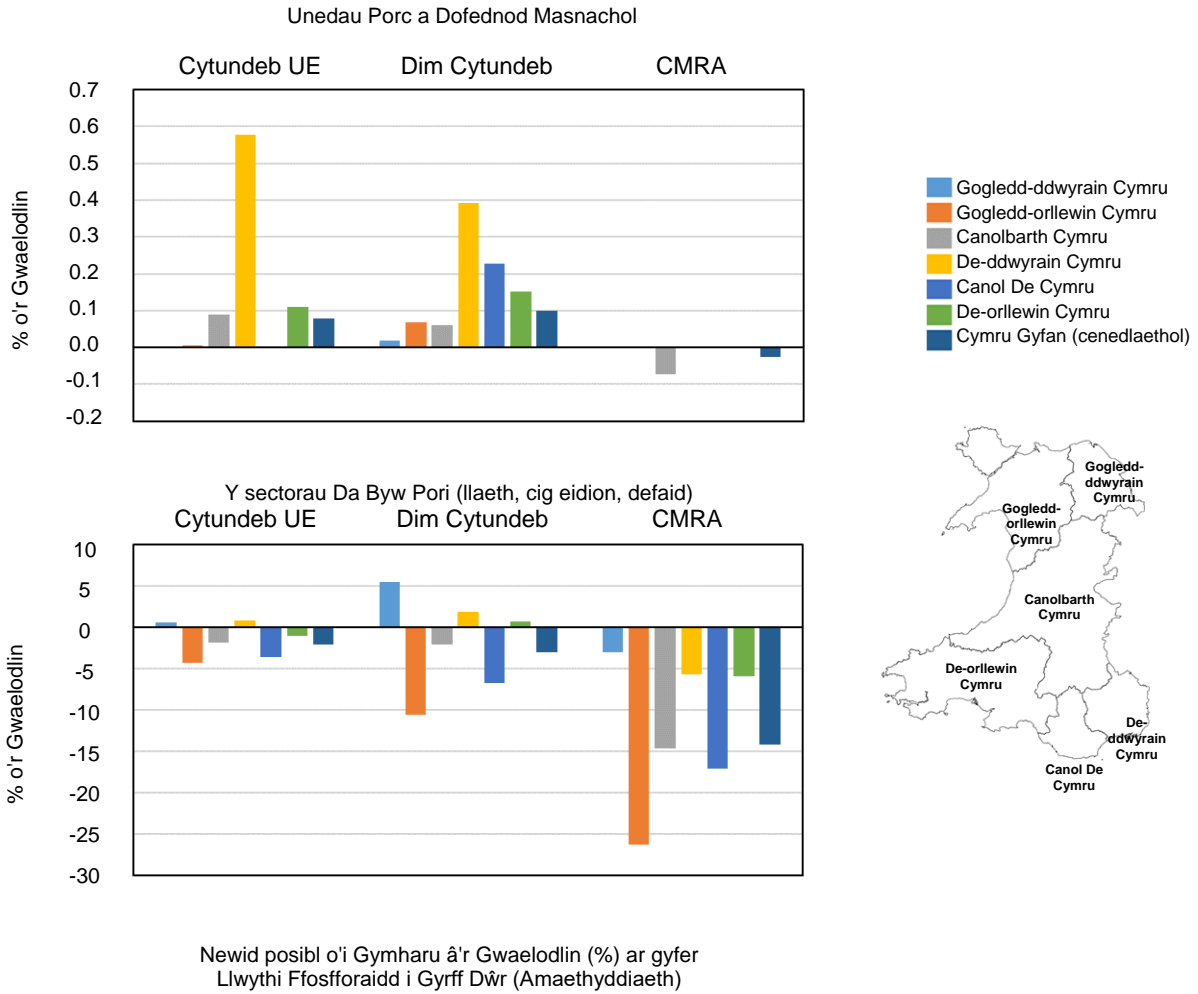 Unedau Porc a Dofednod Masnachol
Cytundeb UE
Dim Cytundeb
CMRA
0.7
0.6
0.5
0.4
0.3
0.2
0.1
0.0
-0.1
-0.2
% o'r Gwaelodlin
Gogledd-ddwyrain Cymru
Gogledd-orllewin Cymru
Canolbarth Cymru
De-ddwyrain Cymru
Canol De Cymru
De-orllewin Cymru
Cymru Gyfan (cenedlaethol)
Y sectorau Da Byw Pori (llaeth, cig eidion, defaid)
Cytundeb UE
Dim Cytundeb
CMRA
10
5
0
-5
-10
-15
-20
-25
-30
% o'r Gwaelodlin
Gogledd-
ddwyrain
Cymru
Gogledd-
orllewin
Cymru
Canolbarth
Cymru
De-orllewin
Cymru
De-
ddwyrain
Cymru
Canol De
Cymru
Newid posibl o'i Gymharu â'r Gwaelodlin (%) ar gyfer
Llwythi Ffosfforaidd i Gyrff Dŵr (Amaethyddiaeth)